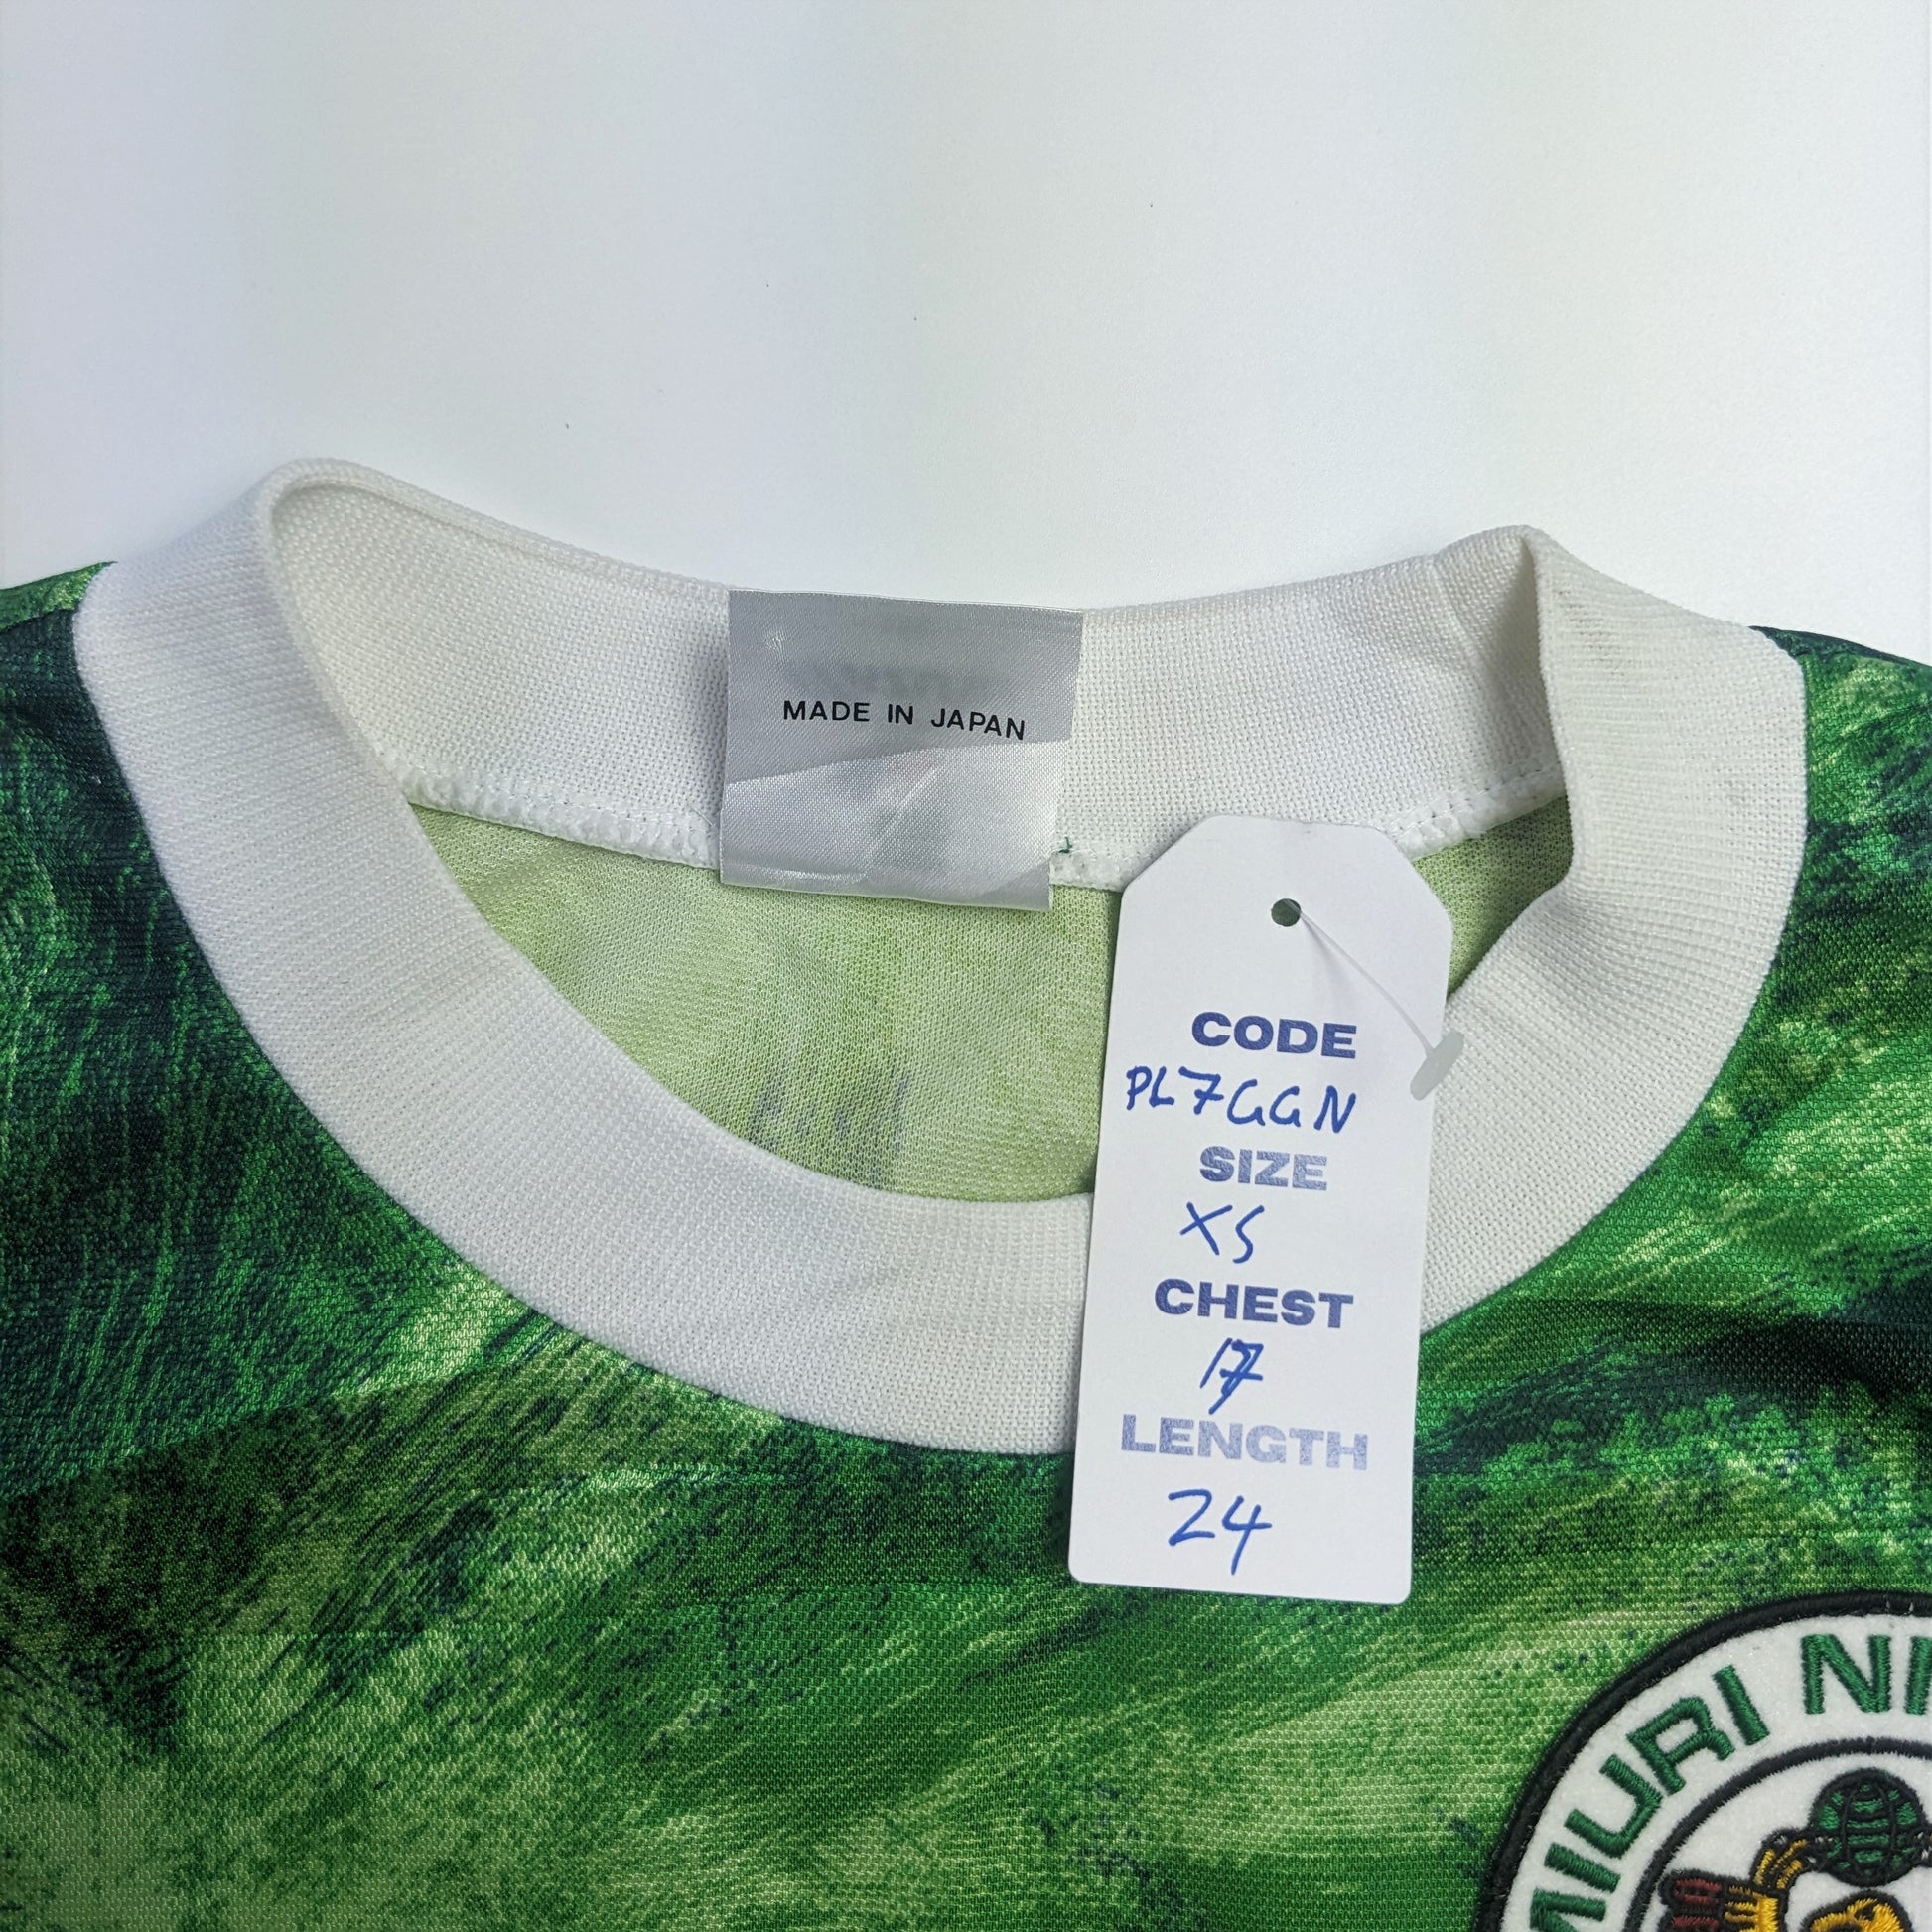 MADE IN JAPAN
CODE
PL7GGN
SIZE
XS
CHEST
17
LENGTH
24
MIURI NI